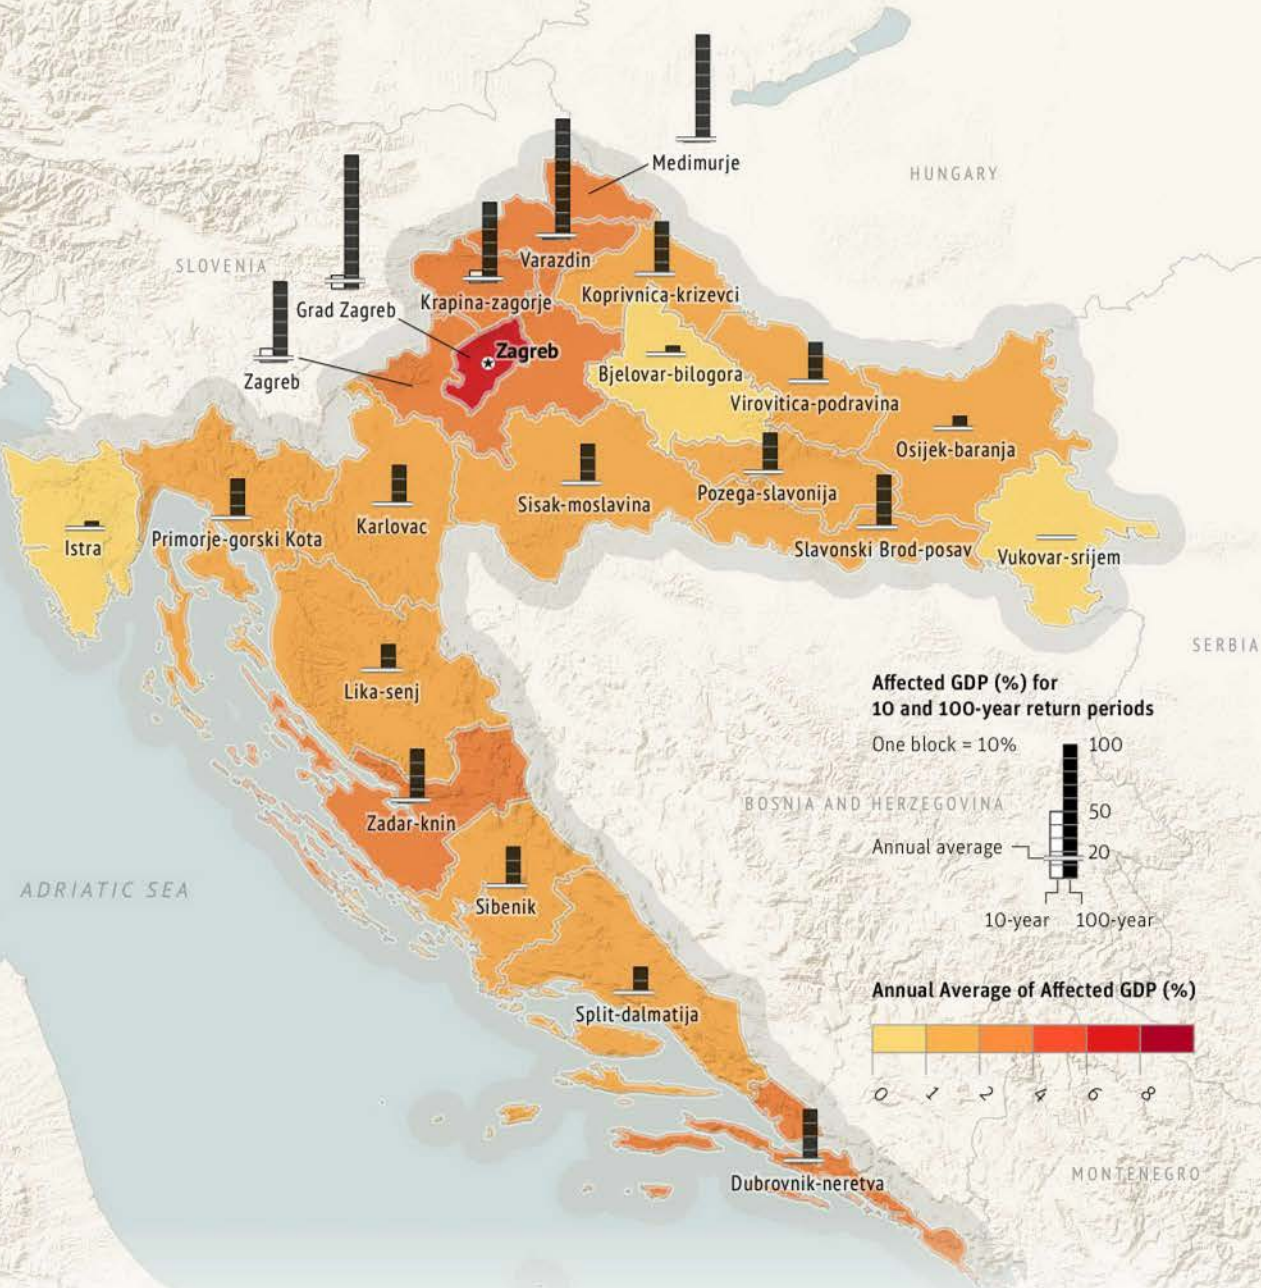 Medimurje
HUNGARY
SLOVENIA
Varazdin
Koprivnica-krizevci
Krapina-zagorje
Grad Zagreb
Zagreb
Zagreb
Bjelovar-bilogora
Virovitica-podravina
Osijek-baranja
Pozega-slavonija
Sisak-moslavina
Karlovac
Primorje-gorski Kota
Istra
Slavonski Brod-posav
Vukovar-srijem
SERBIA
Lika-senj
Zadar-knin
Sibenik
Split-dalmatija
Dubrovnik-neretva
ADRIATIC SEA
BOSNIA AND HERZEGOVINA
MONTENEGRO
Affected GDP (%) for
10 and 100-year return periods
One block = 10%
100
50
Annual average
20
10-year 100-year
Annual Average of Affected GDP (%)
0 1 2 4 6 8